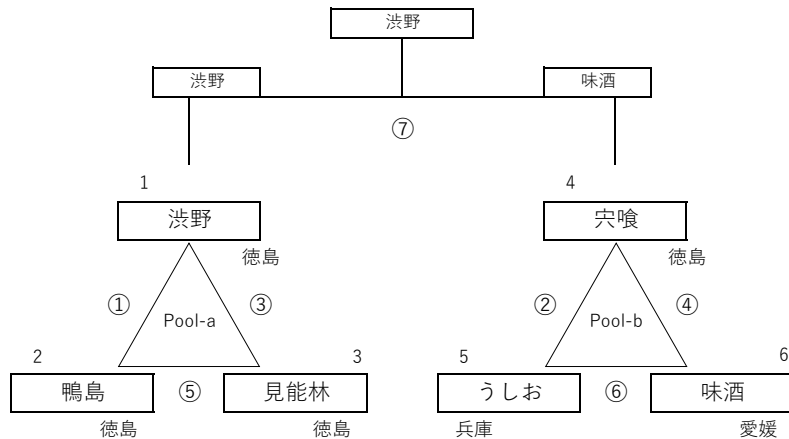 渋野
渋野
味酒
⑦
1
4
渋野
宍喰
徳島
徳島
①
③
②
④
Pool-a
Pool-b
2
3
5
6
鴨島
⑤
見能林
うしお
⑥
味酒
徳島
徳島
兵庫
愛媛